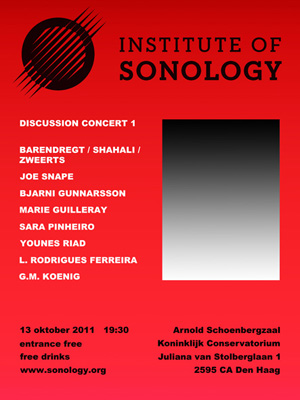 INSTITUTE OF
SONOLOGY
DISCUSSION CONCERT 1
BARENDREGT / SHAHALI /
ZWEERTS
JOE SNAPE
BJARNI GUNNARSSON
MARIE GUILLERAY
SARA PINHEIRO
YOUNES RIAD
L. RODRIGUES FERREIRA
G.M. KOENIG
13 oktober 2011 19:30
entrance free
free drinks
www.sonology.org
Arnold Schoenbergzaal
Koninklijk Conservatorium
Juliana van Stolberglaan 1
2595 CA Den Haag